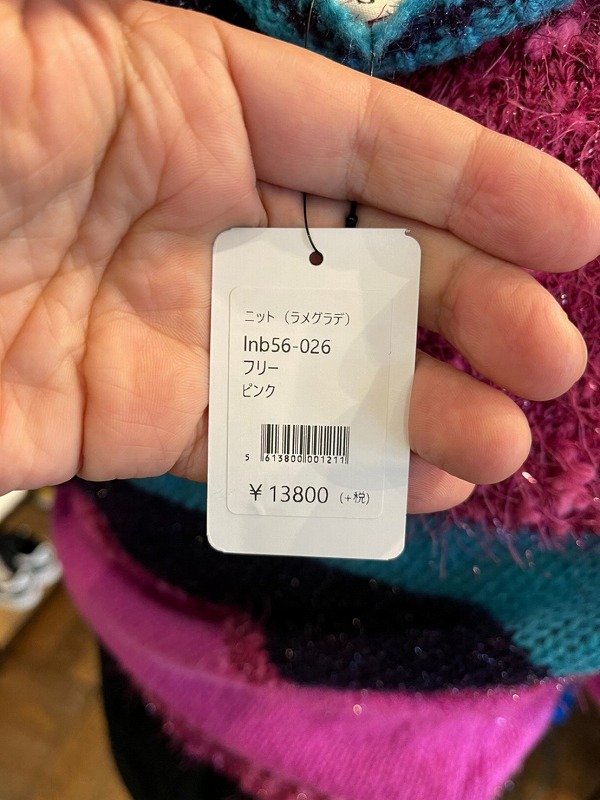 ニット（ラメグラデ）
lnb56-026
フリー
ピンク
5 613800 001211
￥13800 (+税)